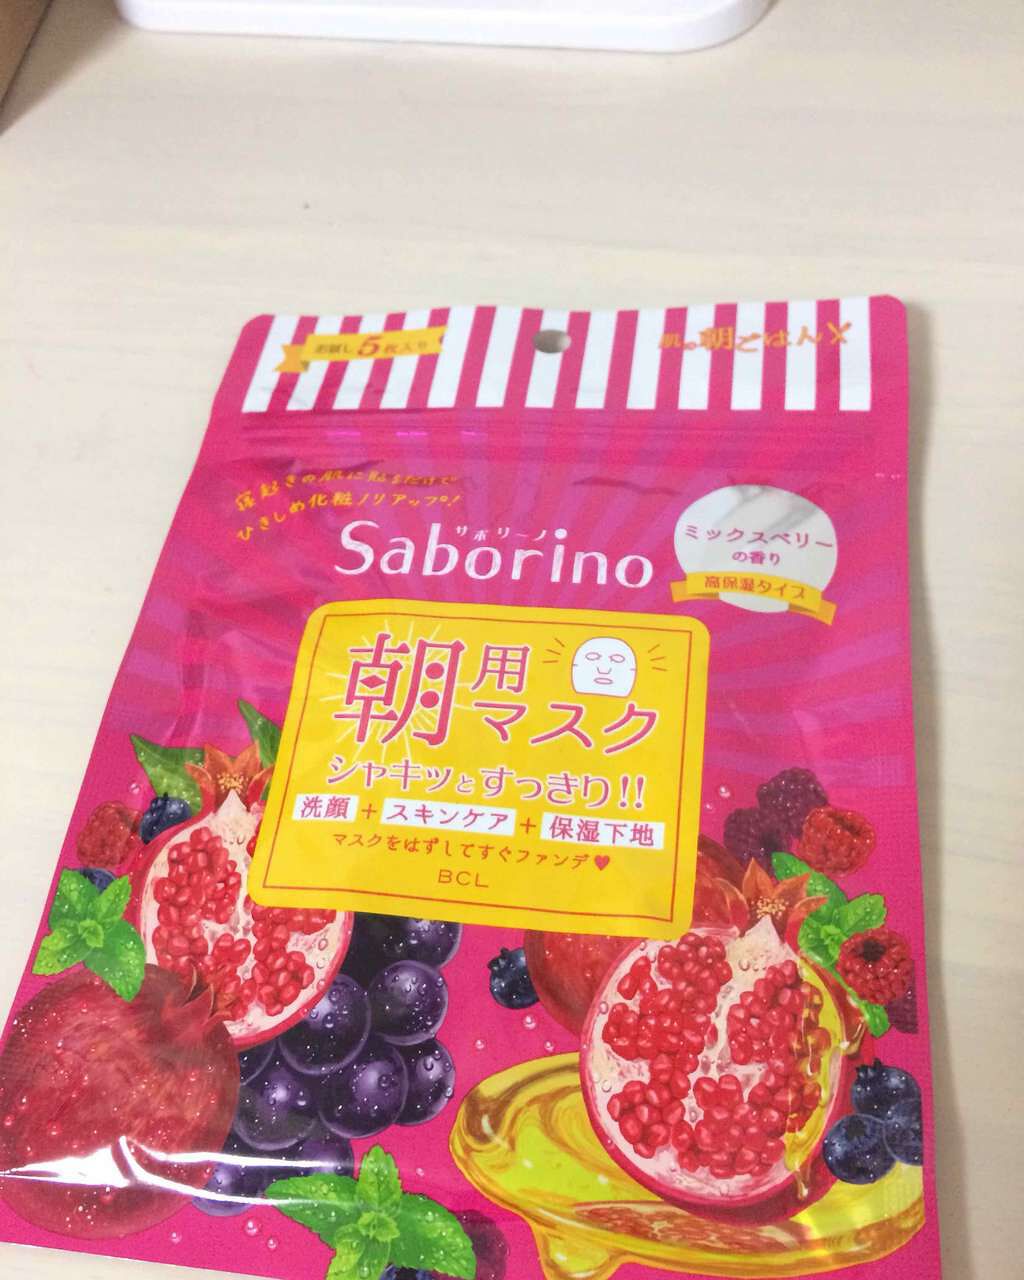 お試し5枚入り
肌の朝ごはん
寝起きの肌に貼るだけで
ひきしめ化粧ノリアップ!
サボリーノ
Saborino
ミックスベリー
の香り
高保湿タイプ
朝用
マスク
シャキッとすっきり!!
洗顔+スキンケア+保湿下地
マスクをはずしてすぐファンデ♥
BCL